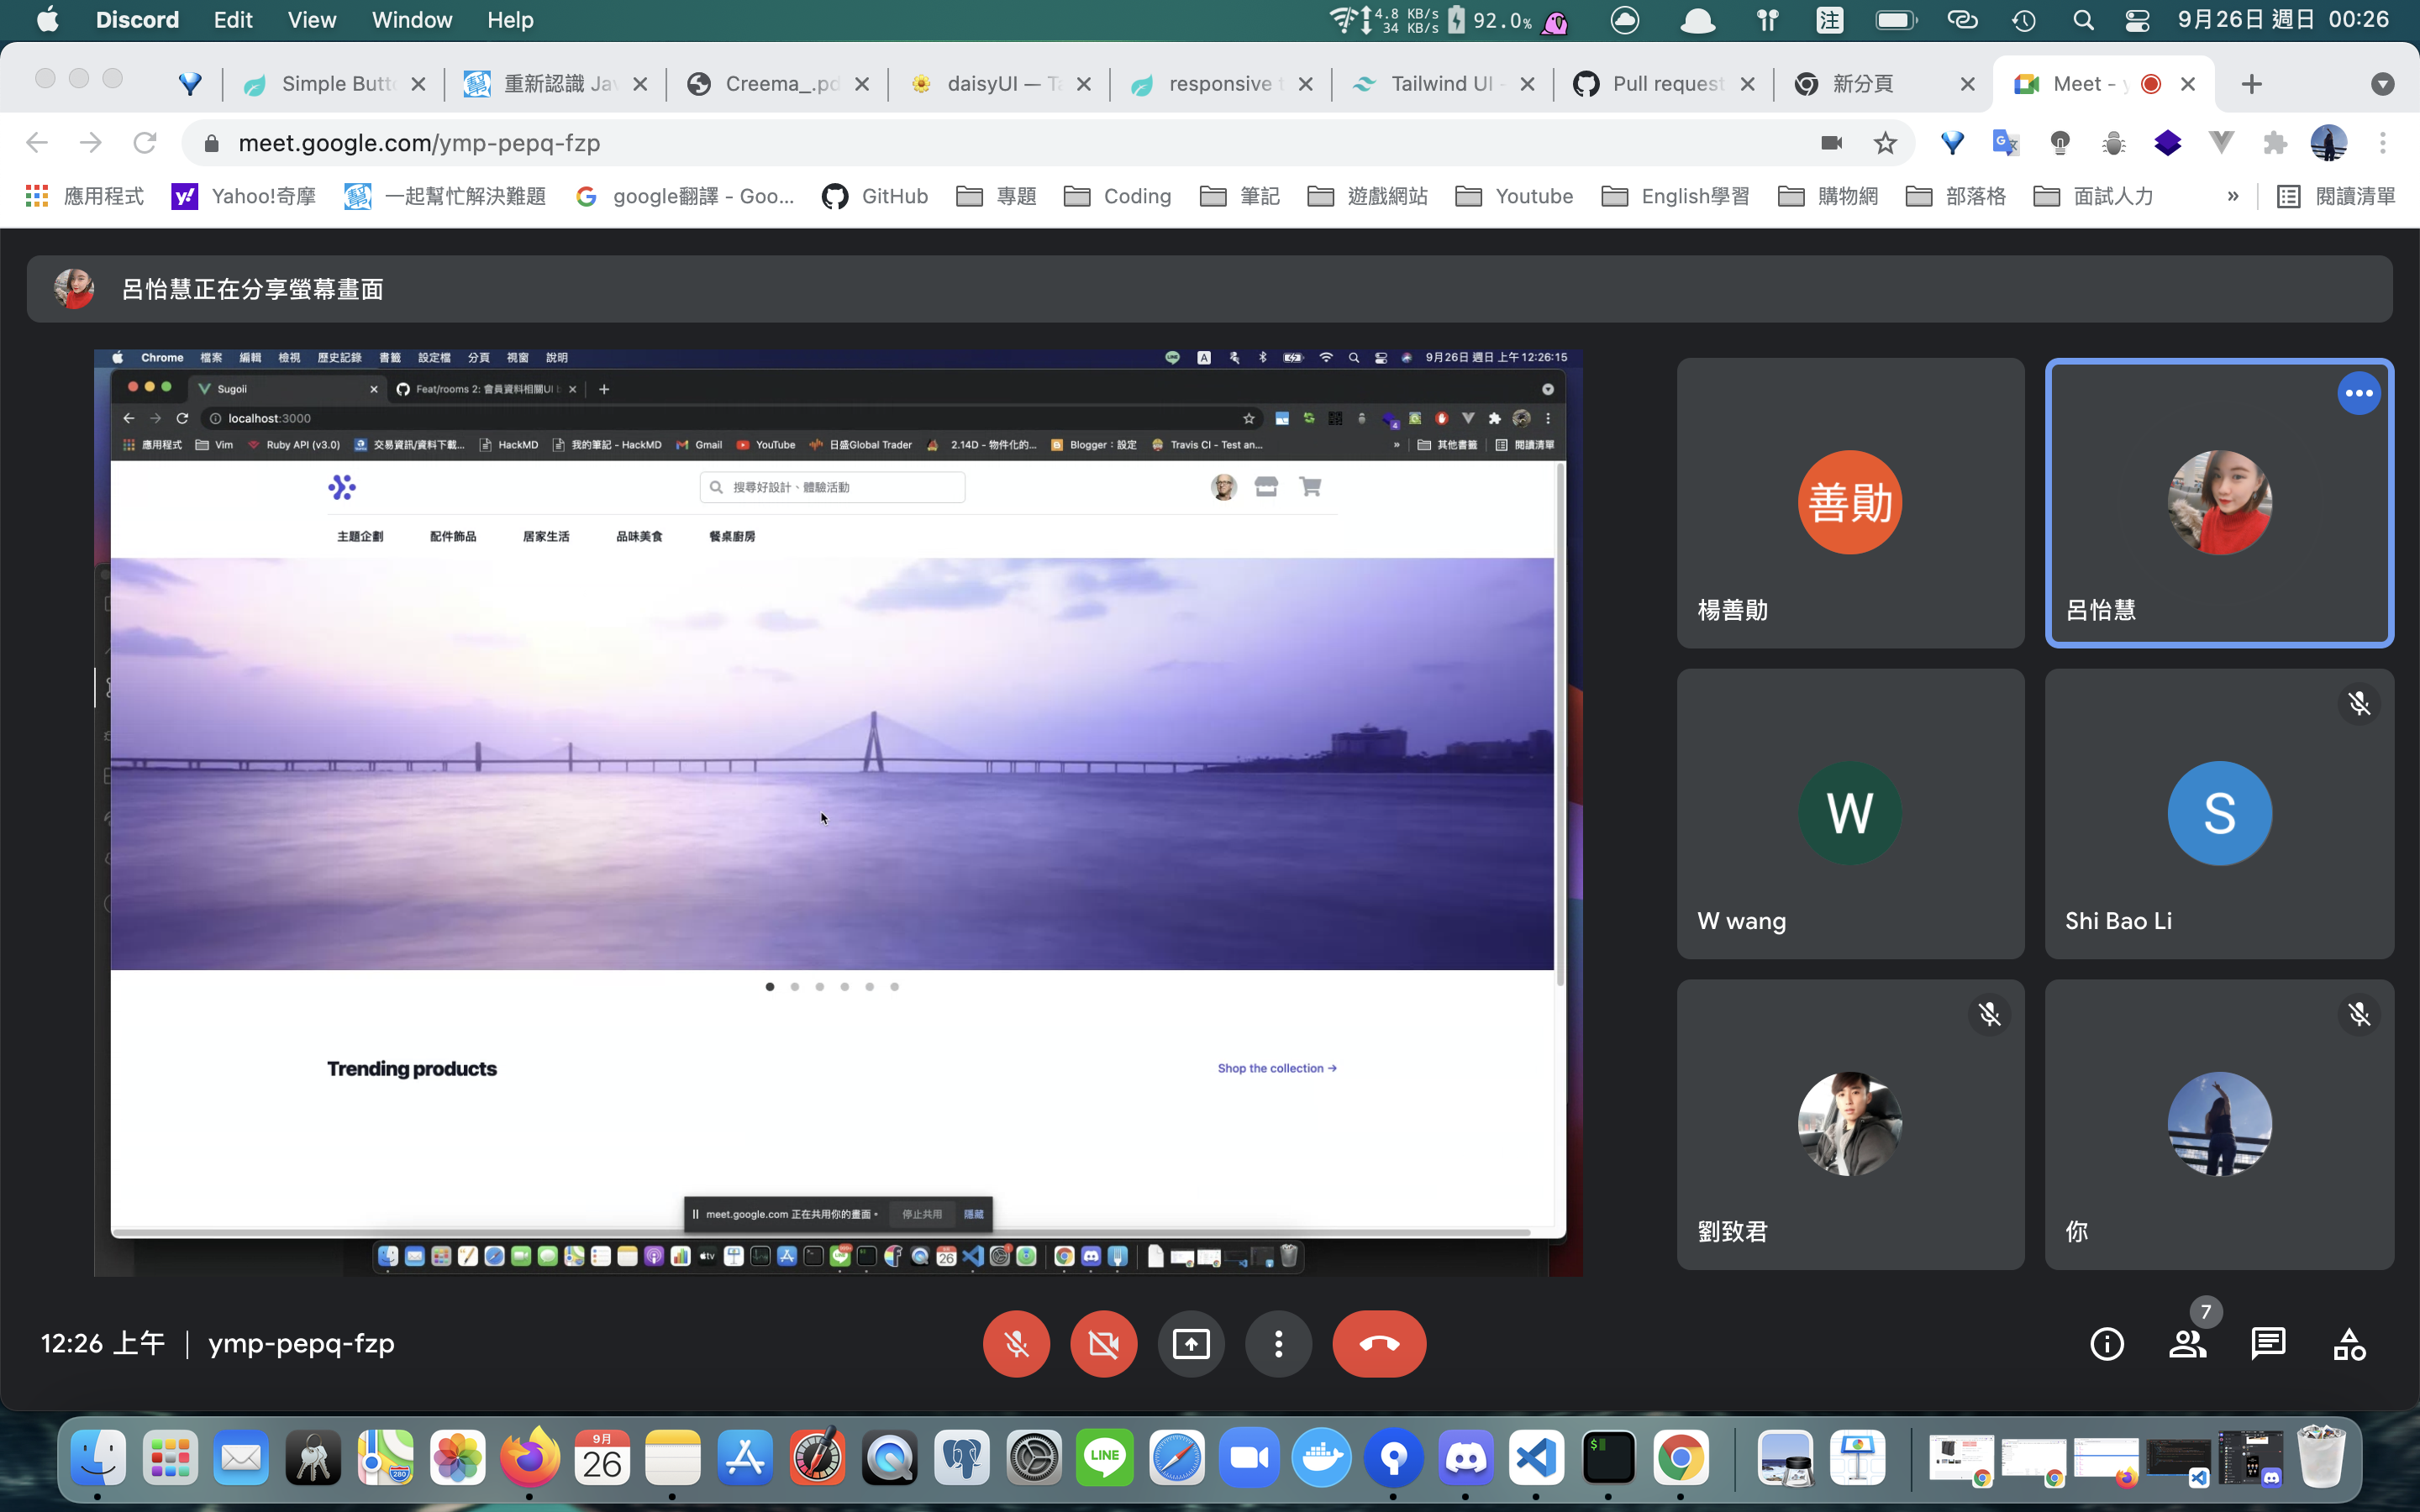 Discord Edit View Window Help 4.8 KB/s 34 KB/s 92.0% 注 9月26日 週日 00:26
Simple Butt 重新認識 Ja Creema_.pd daisyUI — T responsive Tailwind UI Pull request 新分頁 Meet -
meet.google.com/ymp-pepq-fzp
應用程式 Yahoo!奇摩 一起幫忙解決難題 google翻譯 - Goo... GitHub 專題 Coding 筆記 遊戲網站 Youtube English學習 購物網 部落格 面試人力 » 閱讀清單
呂怡慧正在分享螢幕畫面
Chrome 檔案 編輯 檢視 歷史記錄 書籤 設定檔 分頁 視窗 說明 A 9月26日 週日 上午12:26:15
Sugoii Feat/rooms 2: 會員資料相關UI
localhost:3000
應用程式 Vim Ruby API (v3.0) 交易資訊/資料下載... HackMD 我的筆記 - HackMD Gmail YouTube 日盛Global Trader 2.14D - 物件化的... Blogger：設定 Travis CI - Test an... » 其他書籤 閱讀清單
搜尋好設計、體驗活動
主題企劃 配件飾品 居家生活 品味美食 餐桌廚房
Trending products
Shop the collection →
meet.google.com 正在共用你的畫面。 停止共用 隱藏
善勛
楊善勛
呂怡慧
W
W wang
S
Shi Bao Li
劉致君
你
12:26 上午 | ymp-pepq-fzp
7
9月
26
LINE
280